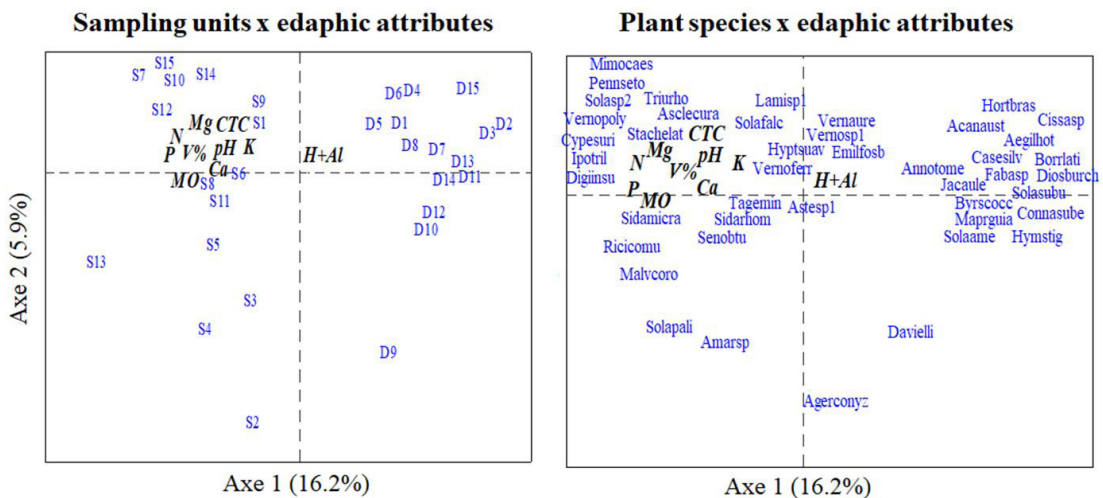 Sampling units x edaphic attributes
S15
S7
S10
S14
S12
S9
S1
Mg CTC
N
P V% pH K
Ca
MO
S6
S8
S11
S5
S13
S3
S4
S2
H+Al
D6 D4
D15
D5 D1
D2
D3
D8
D7
D13
D14 D11
D12
D10
D9
Axe 2 (5.9%)
Axe 1 (16.2%)
Plant species x edaphic attributes
Mimocaes
Pennseto
Solasp2
Triurho
Lamisp1
Hortbras
Vernopoly
Asclecura
Solafalc
Vernaure
Acanaust
Cissasp
Stachelat
CTC
Vernosp1
Aegilhot
Cypesuri
Mg
pH
Hyptsuav
Emilfosb
Casesilv
Borrlati
Ipotril
N
V%
K
Vernoferr
Annotome
Fabasp
Diosburch
Digiinsu
P
MO
Ca
H+Al
Jacaule
Solasubu
Sidamicra
Tagemin
Astesp1
Byrscocc
Connasube
Sidarhom
Maprguia
Ricicomu
Senobtu
Solaame
Hymstig
Malvcoro
Solapali
Amarsp
Davielli
Agerconyz
Axe 1 (16.2%)